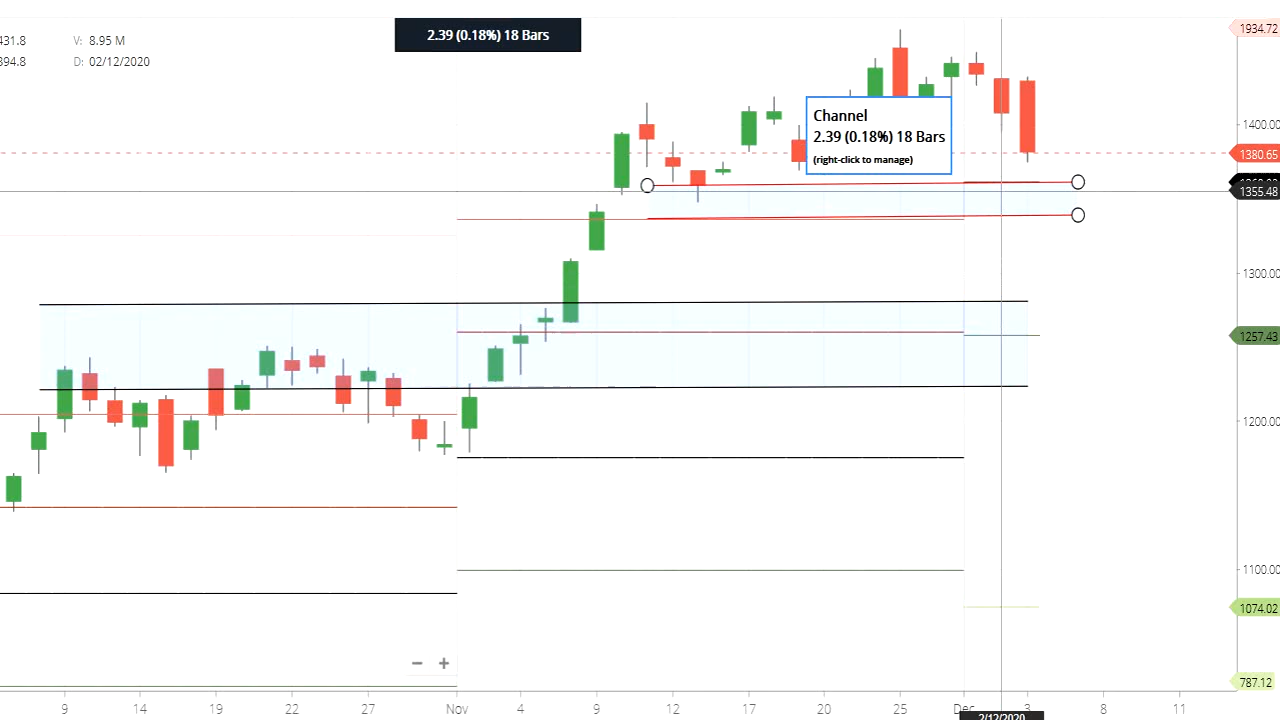 2.39 (0.18%) 18 Bars
431.8 V: 8.95 M
394.8 D: 02/12/2020
1934.72
Channel
2.39 (0.18%) 18 Bars
(right-click to manage)
1400.00
1380.65
1355.48
1300.00
1257.43
1200.00
1100.00
1074.02
787.12
9 14 19 22 27 Nov 4 9 12 17 20 25 Dec 3 8 11
2/12/2020